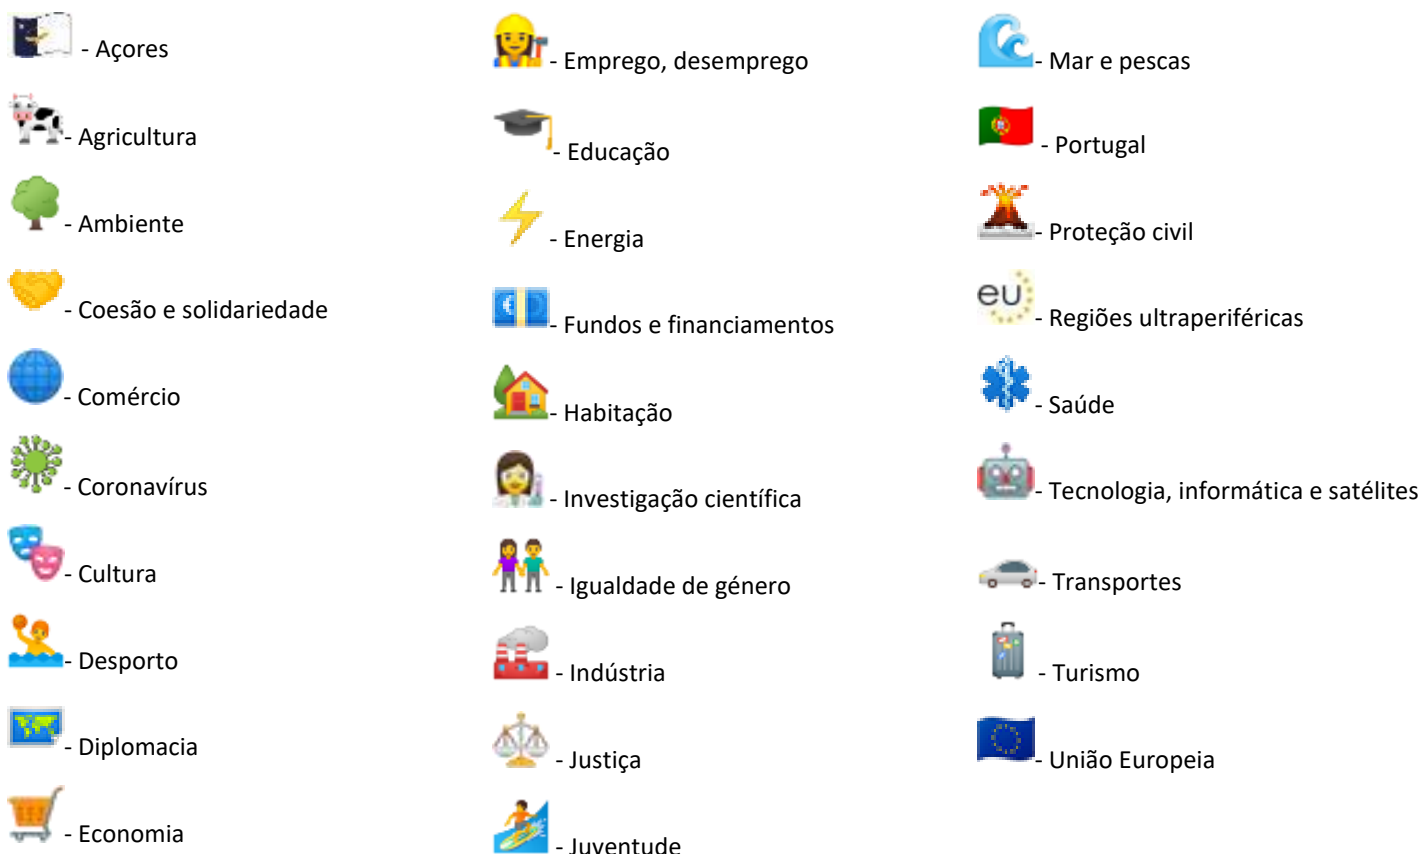 - Açores
- Agricultura
- Ambiente
- Coesão e solidariedade
- Comércio
- Coronavírus
- Cultura
- Desporto
- Diplomacia
- Economia
- Emprego, desemprego
- Educação
- Energia
- Fundos e financiamentos
- Habitação
- Investigação científica
- Igualdade de género
- Indústria
- Justiça
- Juventude
- Mar e pescas
- Portugal
- Proteção civil
eu
- Regiões ultraperiféricas
- Saúde
- Tecnologia, informática e satélites
- Transportes
- Turismo
- União Europeia